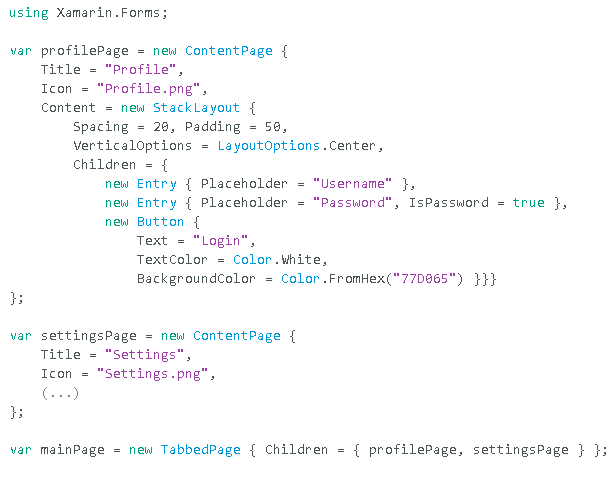 using Xamarin.Forms;

var profilePage = new ContentPage {
    Title = "Profile",
    Icon = "Profile.png",
    Content = new StackLayout {
        Spacing = 20, Padding = 50,
        VerticalOptions = LayoutOptions.Center,
        Children = {
            new Entry { Placeholder = "Username" },
            new Entry { Placeholder = "Password", IsPassword = true },
            new Button {
                Text = "Login",
                TextColor = Color.White,
                BackgroundColor = Color.FromHex("77D065") }}}
};

var settingsPage = new ContentPage {
    Title = "Settings",
    Icon = "Settings.png",
    (...)
};

var mainPage = new TabbedPage { Children = { profilePage, settingsPage } };